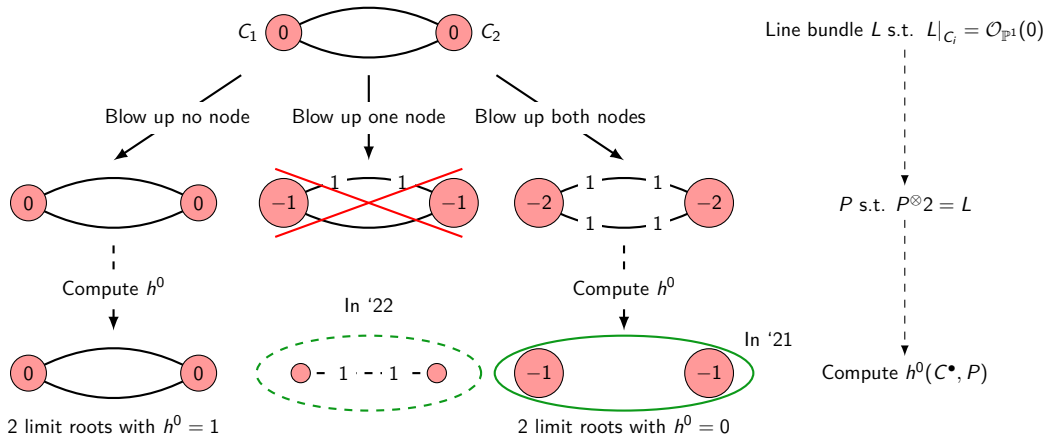 C₁ 0 0 C₂
Line bundle L s.t. L|_{C_i} = 𝒪_{ℙ¹}(0)
Blow up no node
Blow up one node
Blow up both nodes
0 0
−1 1 1 −1
−2 1 1 1 1 −2
P s.t. P^⊗2 = L
Compute h⁰
Compute h⁰
In ‘22
In ‘21
0 0
1 1
−1 −1
Compute h⁰(C^•, P)
2 limit roots with h⁰ = 1
2 limit roots with h⁰ = 0